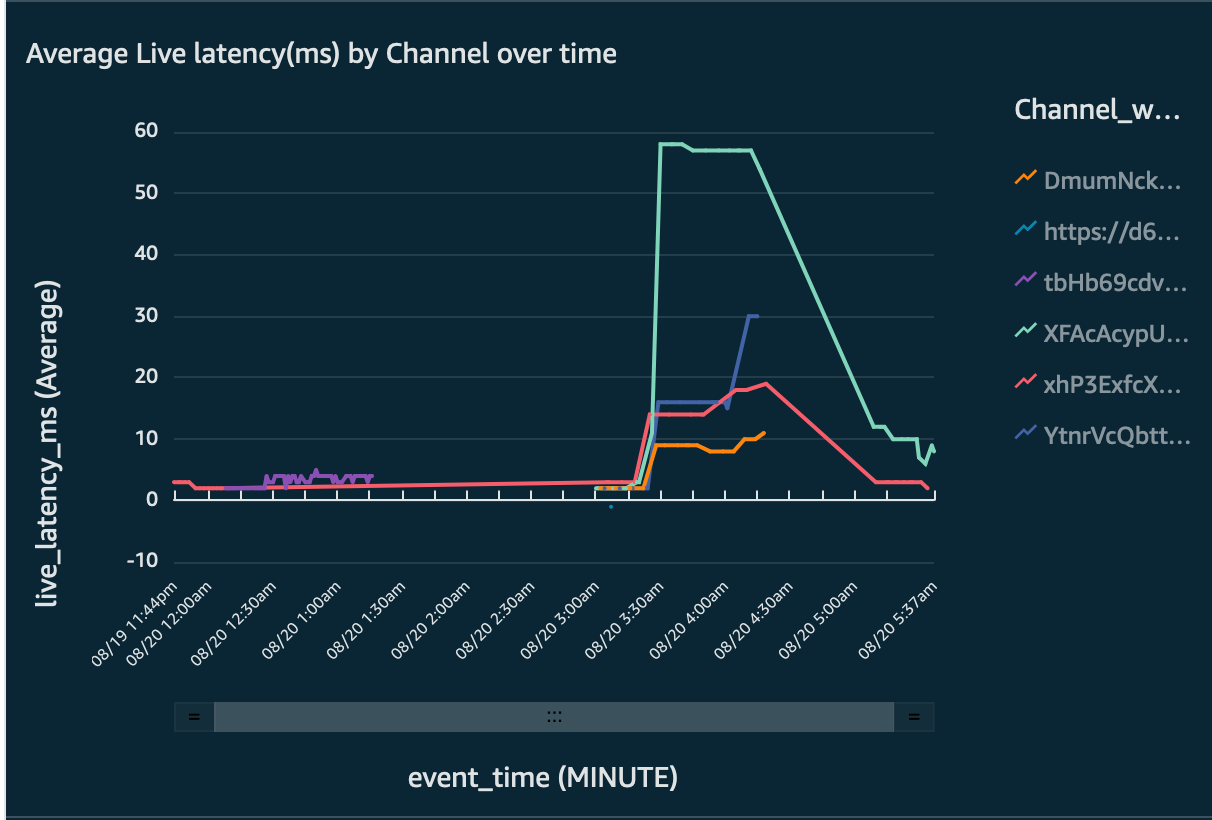 Average Live latency(ms) by Channel over time
Channel_w...
DmumNck...
https://d6...
tbHb69cdv...
XFAcAcypU...
xhP3ExfcX...
YtnrVcQbtt...
live_latency_ms (Average)
60
50
40
30
20
10
0
-10
08/19 11:44pm
08/20 12:00am
08/20 12:30am
08/20 1:00am
08/20 1:30am
08/20 2:00am
08/20 2:30am
08/20 3:00am
08/20 3:30am
08/20 4:00am
08/20 4:30am
08/20 5:00am
08/20 5:37am
event_time (MINUTE)